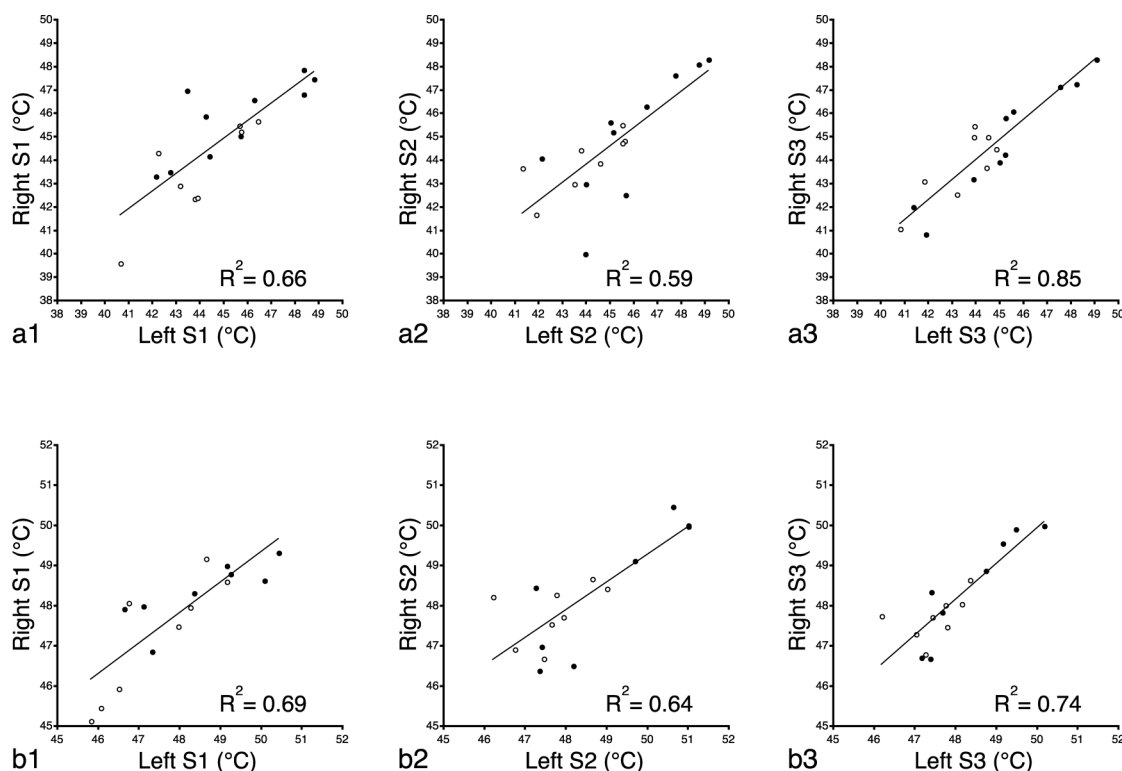 50
49
48
47
46
45
44
43
42
41
40
39
38
Right S1 (°C)
R² = 0.66
38 39 40 41 42 43 44 45 46 47 48 49 50
a1 Left S1 (°C)
50
49
48
47
46
45
44
43
42
41
40
39
38
Right S2 (°C)
R² = 0.59
38 39 40 41 42 43 44 45 46 47 48 49 50
a2 Left S2 (°C)
50
49
48
47
46
45
44
43
42
41
40
39
38
Right S3 (°C)
R² = 0.85
38 39 40 41 42 43 44 45 46 47 48 49 50
a3 Left S3 (°C)
52
51
50
49
48
47
46
45
Right S1 (°C)
R² = 0.69
45 46 47 48 49 50 51 52
b1 Left S1 (°C)
52
51
50
49
48
47
46
45
Right S2 (°C)
R² = 0.64
45 46 47 48 49 50 51 52
b2 Left S2 (°C)
52
51
50
49
48
47
46
45
Right S3 (°C)
R² = 0.74
45 46 47 48 49 50 51 52
b3 Left S3 (°C)